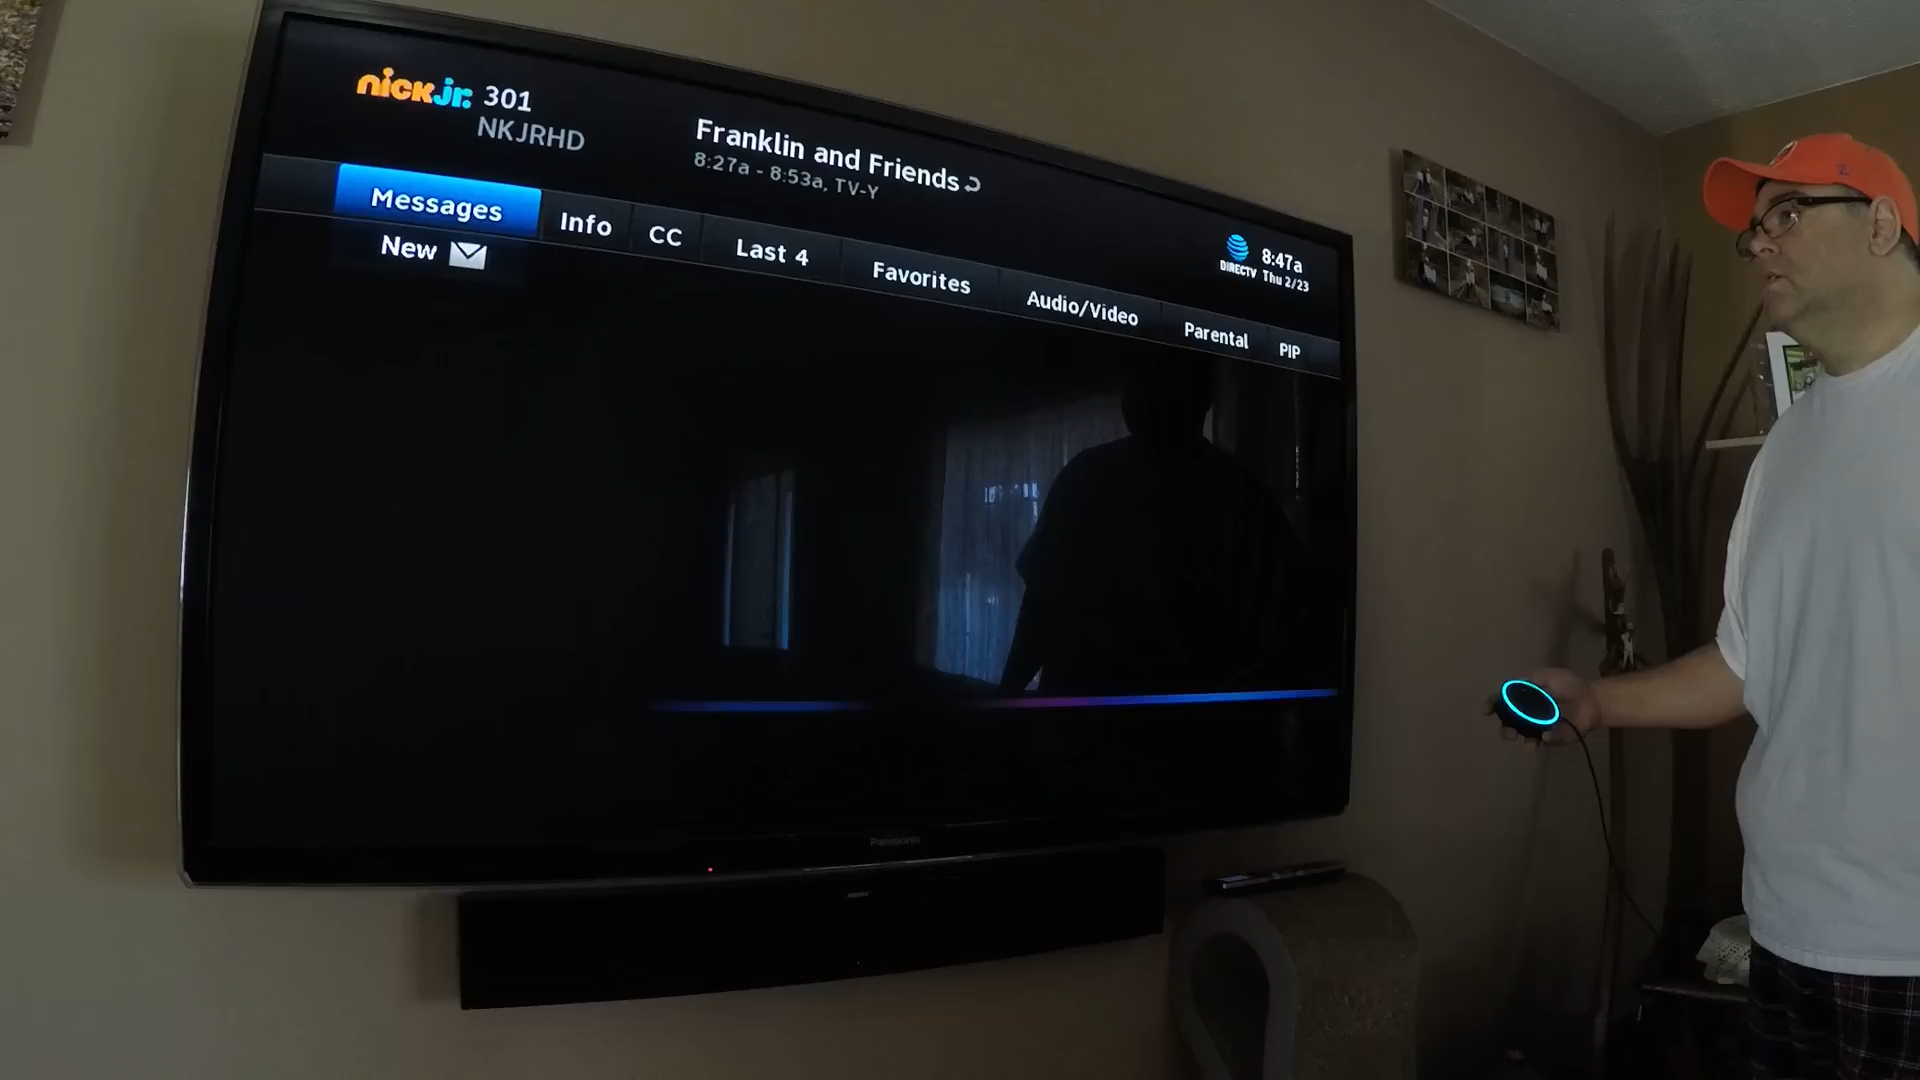 nick jr. 301
NKJRHD
Franklin and Friends
8:27a - 8:53a, TV-Y
DIRECTV
8:47a
Thu 2/23
Messages
Info
CC
Last 4
Favorites
Audio/Video
Parental
PIP
New
Panasonic